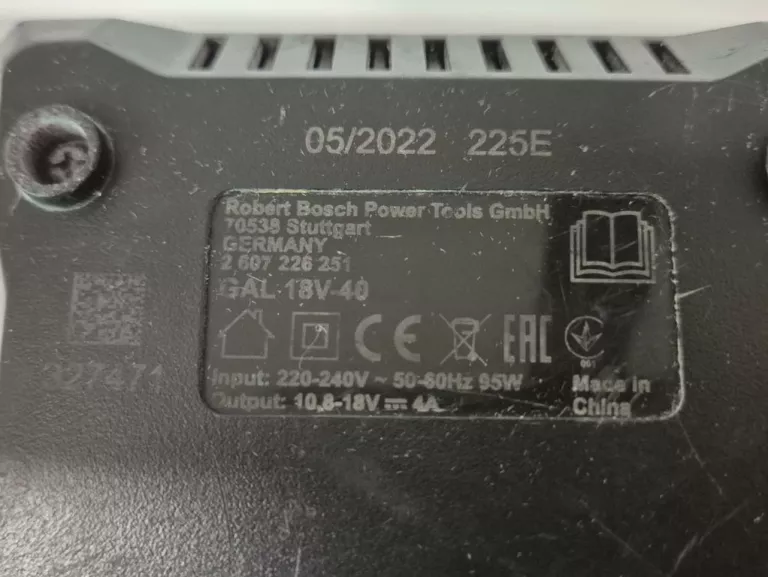 05/2022 225E
Robert Bosch Power Tools GmbH
70538 Stuttgart
GERMANY
2 607 226 251
GAL 18V-40
CE EAC
001
327471
Input: 220-240V ~ 50-60Hz 95W
Output: 10,8-18V ⎓ 4A
Made in
China